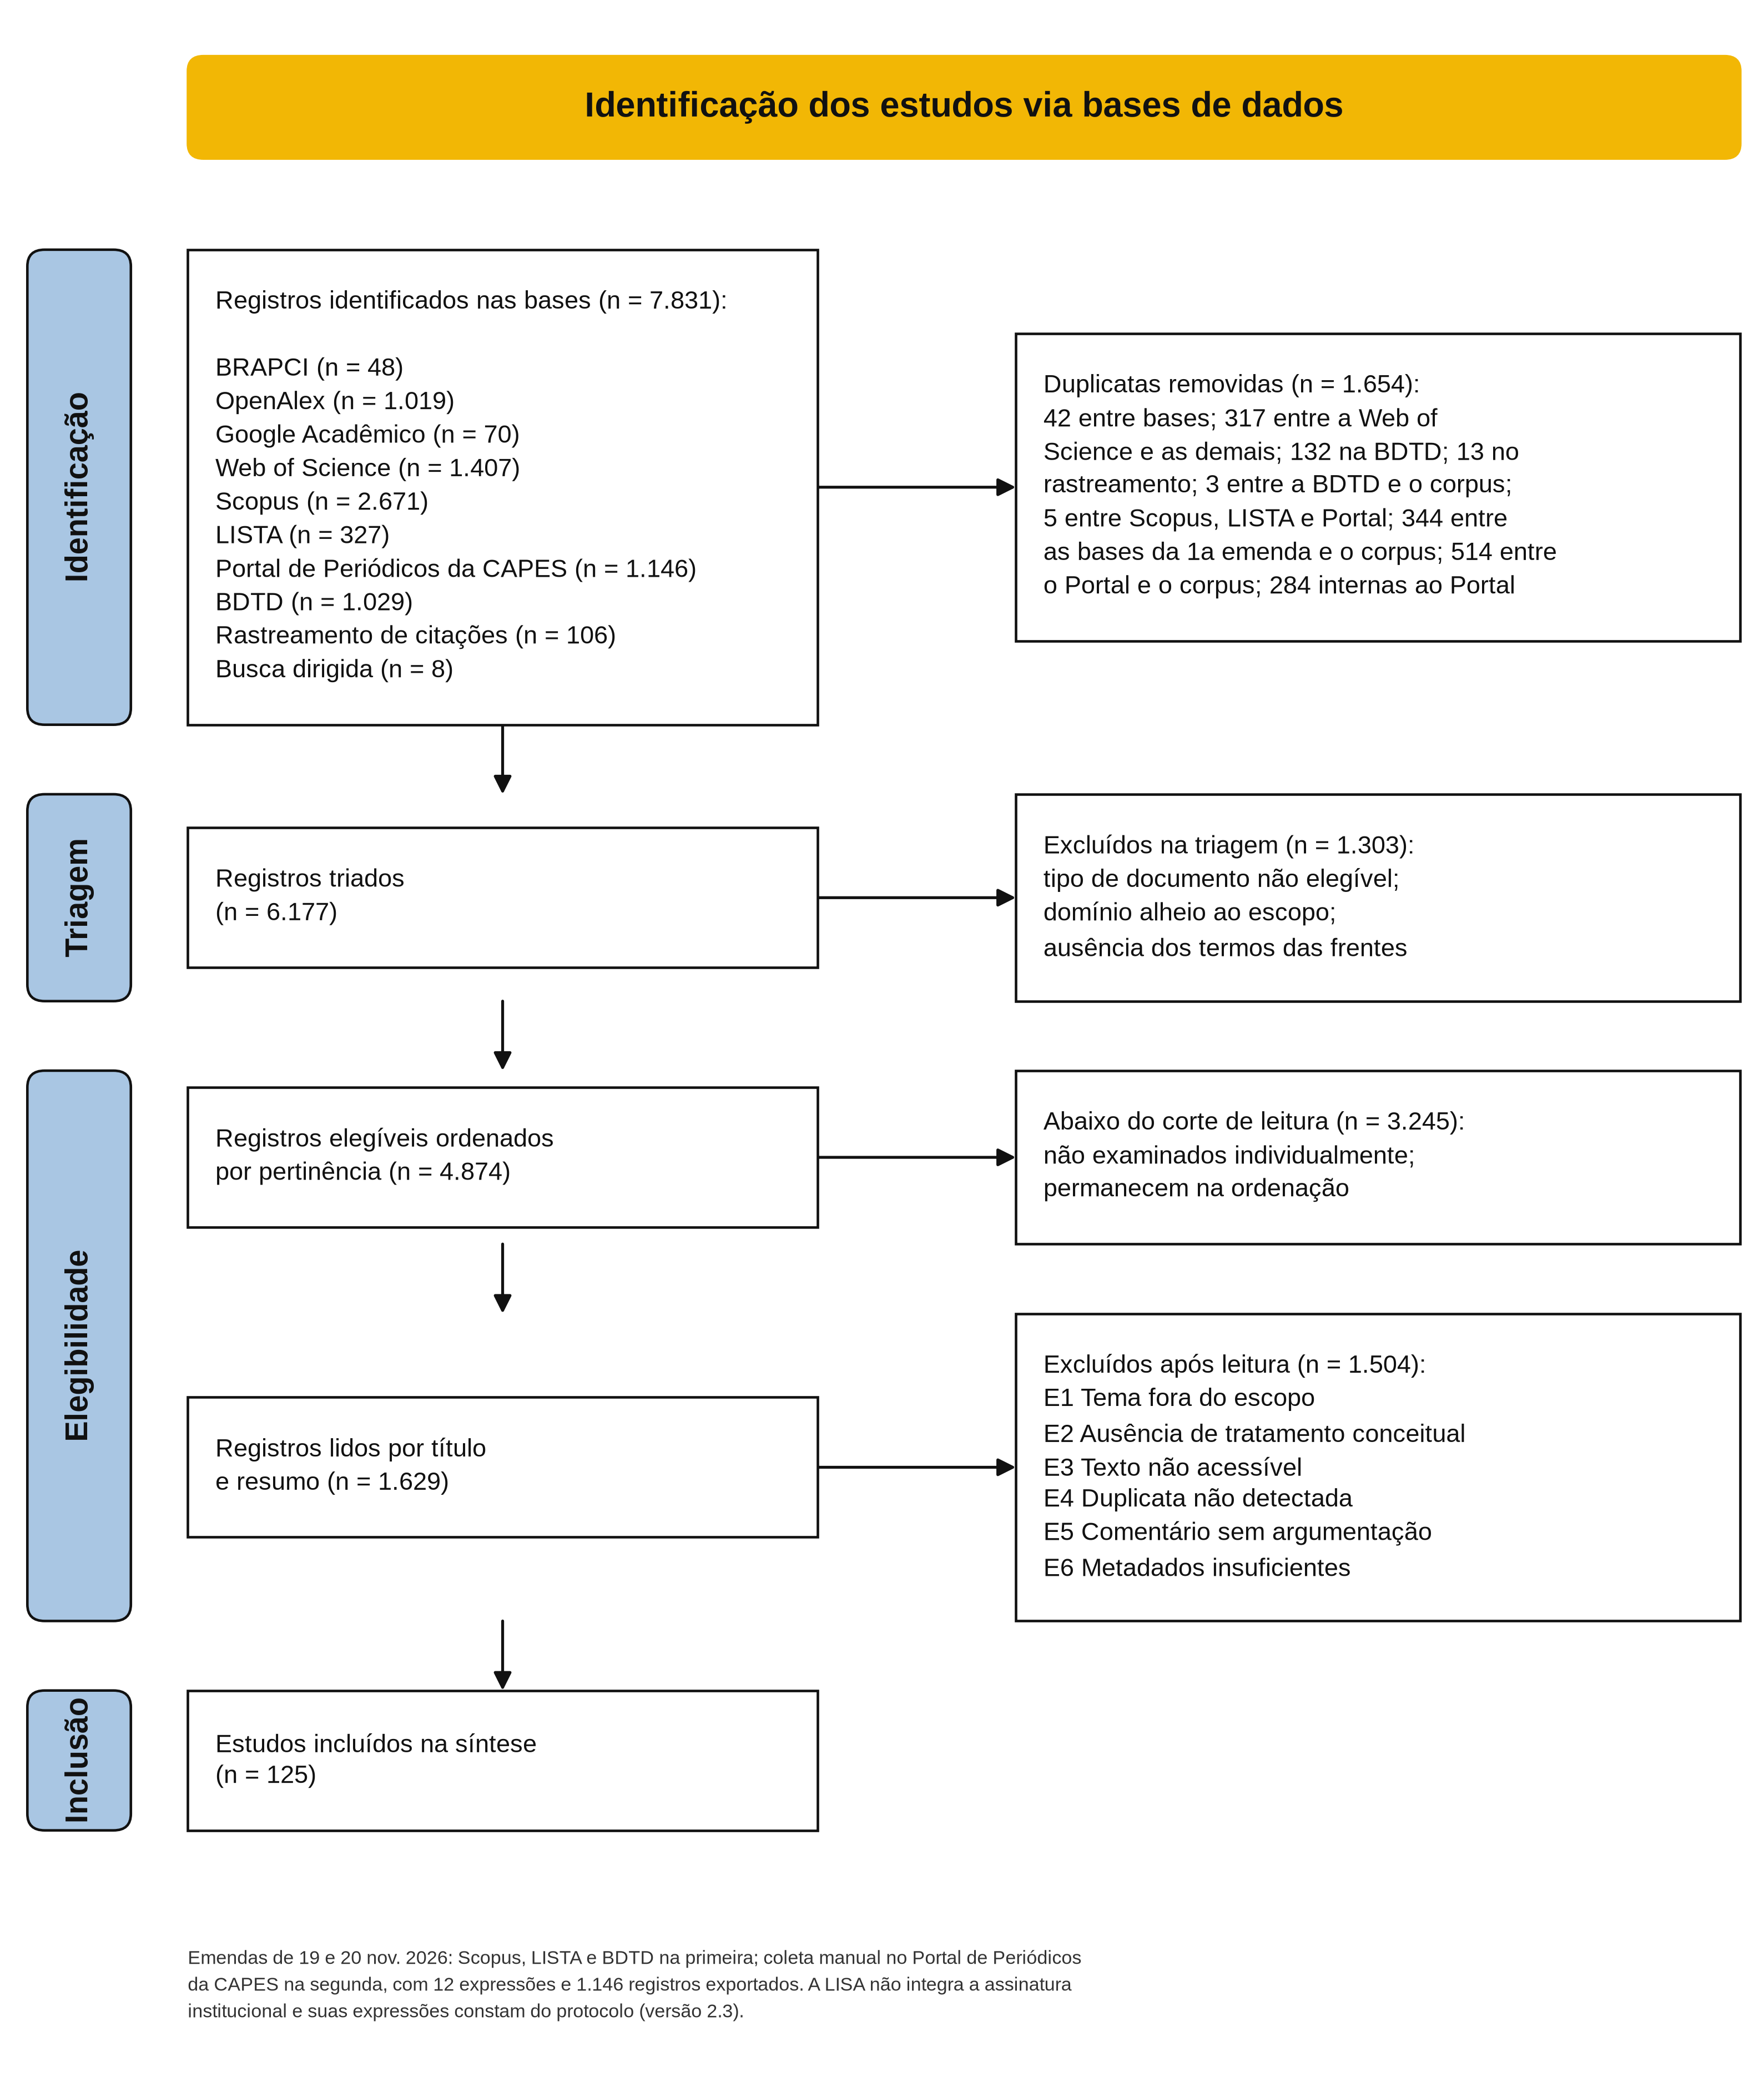 Identificação dos estudos via bases de dados
Identificação
Registros identificados nas bases (n = 7.831):
BRAPCI (n = 48)
OpenAlex (n = 1.019)
Google Acadêmico (n = 70)
Web of Science (n = 1.407)
Scopus (n = 2.671)
LISTA (n = 327)
Portal de Periódicos da CAPES (n = 1.146)
BDTD (n = 1.029)
Rastreamento de citações (n = 106)
Busca dirigida (n = 8)
Duplicatas removidas (n = 1.654):
42 entre bases; 317 entre a Web of
Science e as demais; 132 na BDTD; 13 no
rastreamento; 3 entre a BDTD e o corpus;
5 entre Scopus, LISTA e Portal; 344 entre
as bases da 1a emenda e o corpus; 514 entre
o Portal e o corpus; 284 internas ao Portal
Triagem
Registros triados
(n = 6.177)
Excluídos na triagem (n = 1.303):
tipo de documento não elegível;
domínio alheio ao escopo;
ausência dos termos das frentes
Elegibilidade
Registros elegíveis ordenados
por pertinência (n = 4.874)
Abaixo do corte de leitura (n = 3.245):
não examinados individualmente;
permanecem na ordenação
Registros lidos por título
e resumo (n = 1.629)
Excluídos após leitura (n = 1.504):
E1 Tema fora do escopo
E2 Ausência de tratamento conceitual
E3 Texto não acessível
E4 Duplicata não detectada
E5 Comentário sem argumentação
E6 Metadados insuficientes
Inclusão
Estudos incluídos na síntese
(n = 125)
Emendas de 19 e 20 nov. 2026: Scopus, LISTA e BDTD na primeira; coleta manual no Portal de Periódicos
da CAPES na segunda, com 12 expressões e 1.146 registros exportados. A LISA não integra a assinatura
institucional e suas expressões constam do protocolo (versão 2.3).